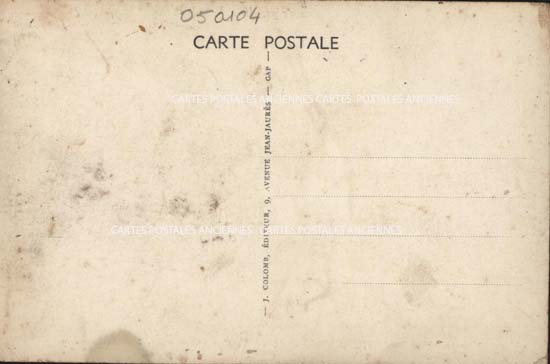 050104
CARTE POSTALE
CARTES POSTALES ANCIENNES CARTES POSTALES ANCIENNES
— J. COLOMB, ÉDITEUR, 9, AVENUE JEAN-JAURÈS — GAP —
CARTES POSTALES ANCIENNES CARTES POSTALES ANCIENNES